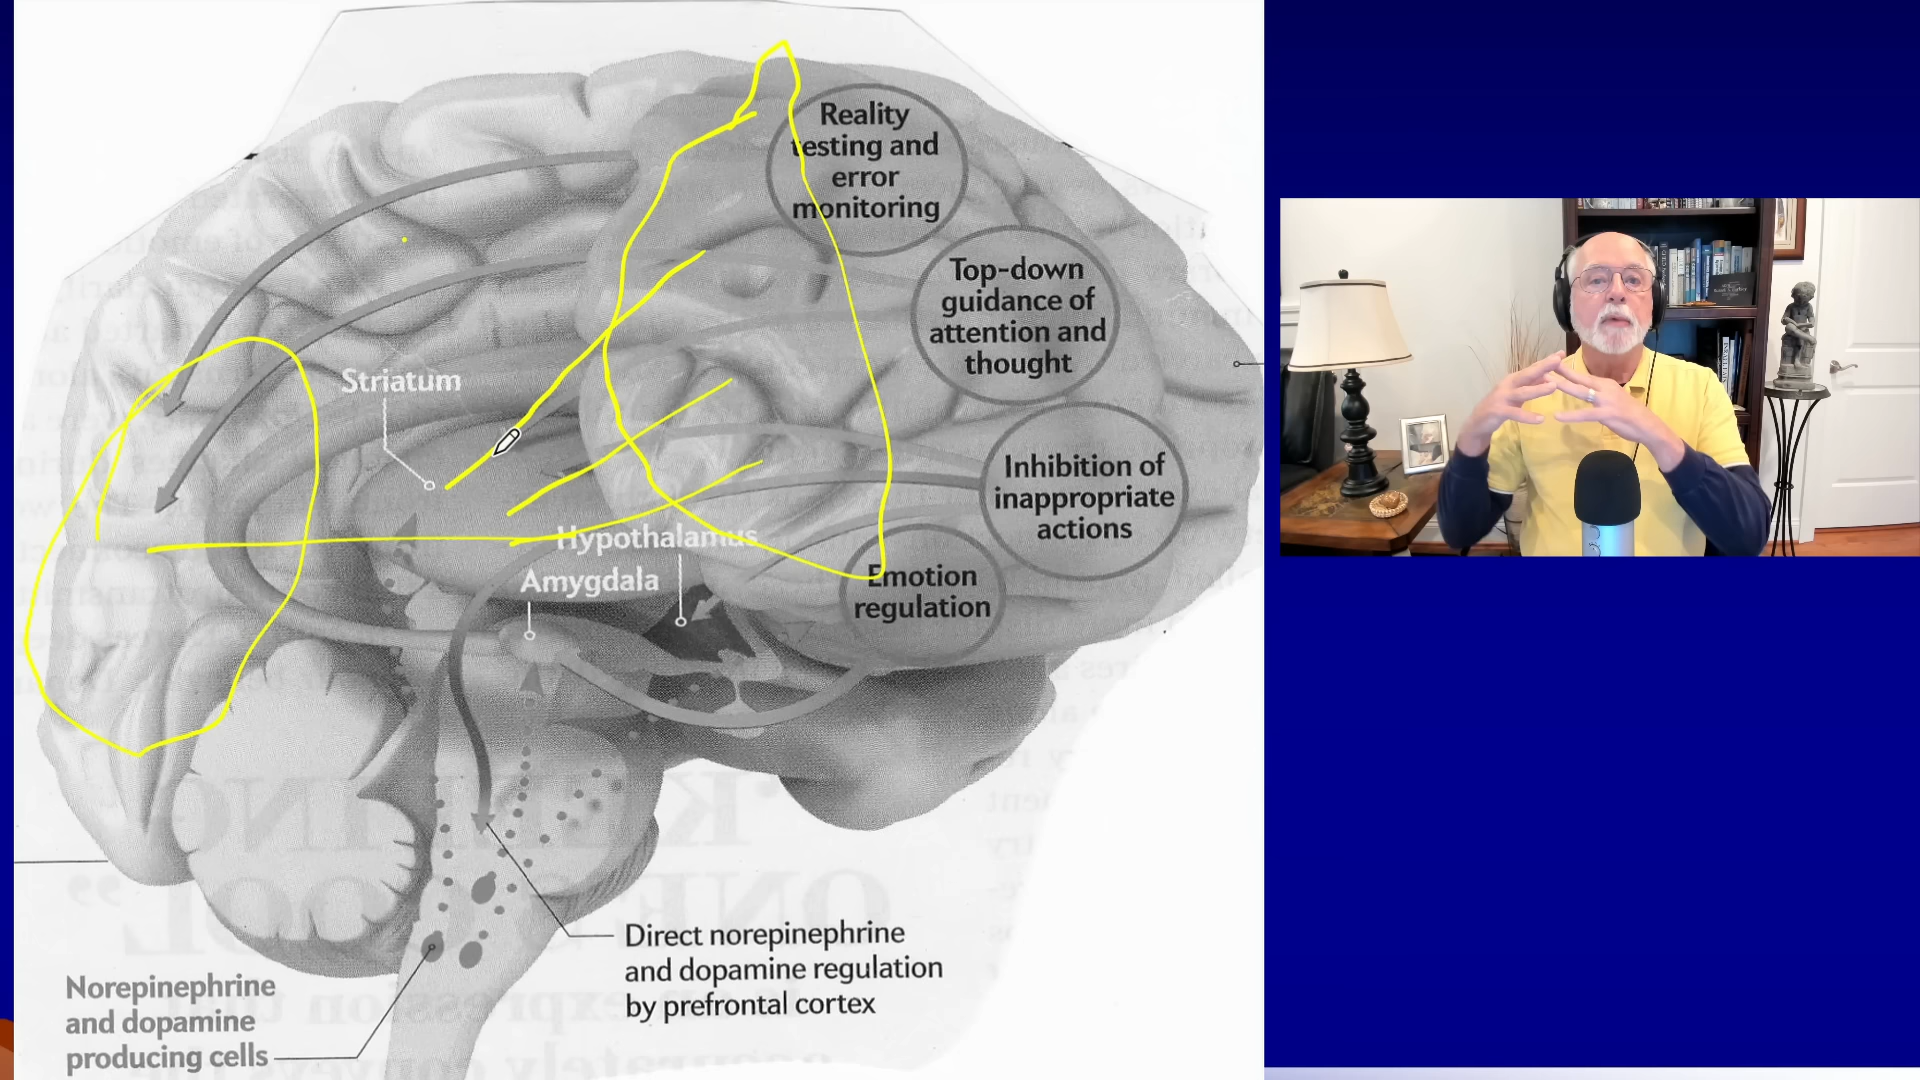 Reality
testing and
error
monitoring
Top-down
guidance of
attention and
thought
Striatum
Inhibition of
inappropriate
actions
Hypothalamus
Amygdala
Emotion
regulation
Direct norepinephrine
and dopamine regulation
by prefrontal cortex
Norepinephrine
and dopamine
producing cells